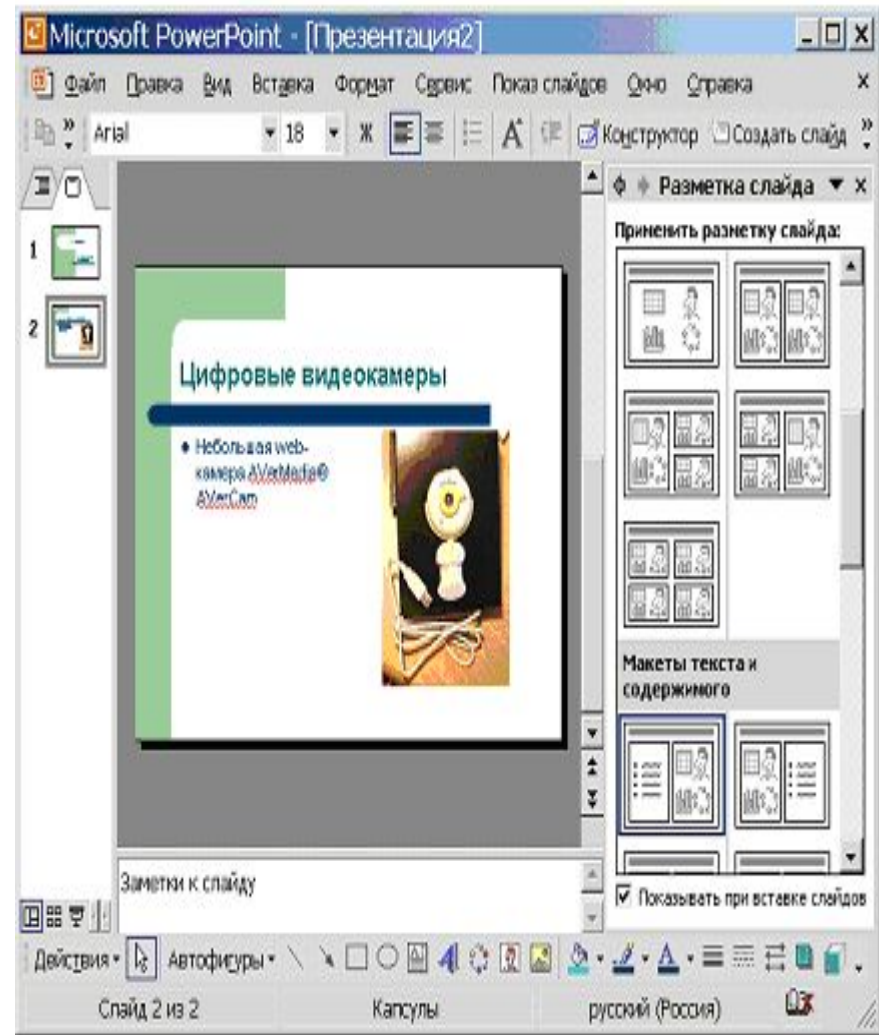 Microsoft PowerPoint - [Презентация2]
Файл Правка Вид Вставка Формат Сервис Показ слайдов Окно Справка
Arial 18 Ж Конструктор Создать слайд
Разметка слайда
Применить разметку слайда:
1
2
Цифровые видеокамеры
Небольшая web-
камера AVerMedia®
AVerCam
Макеты текста и
содержимого
Заметки к слайду
Показывать при вставке слайдов
Действия Автофигуры
Слайд 2 из 2 Капсулы русский (Россия)